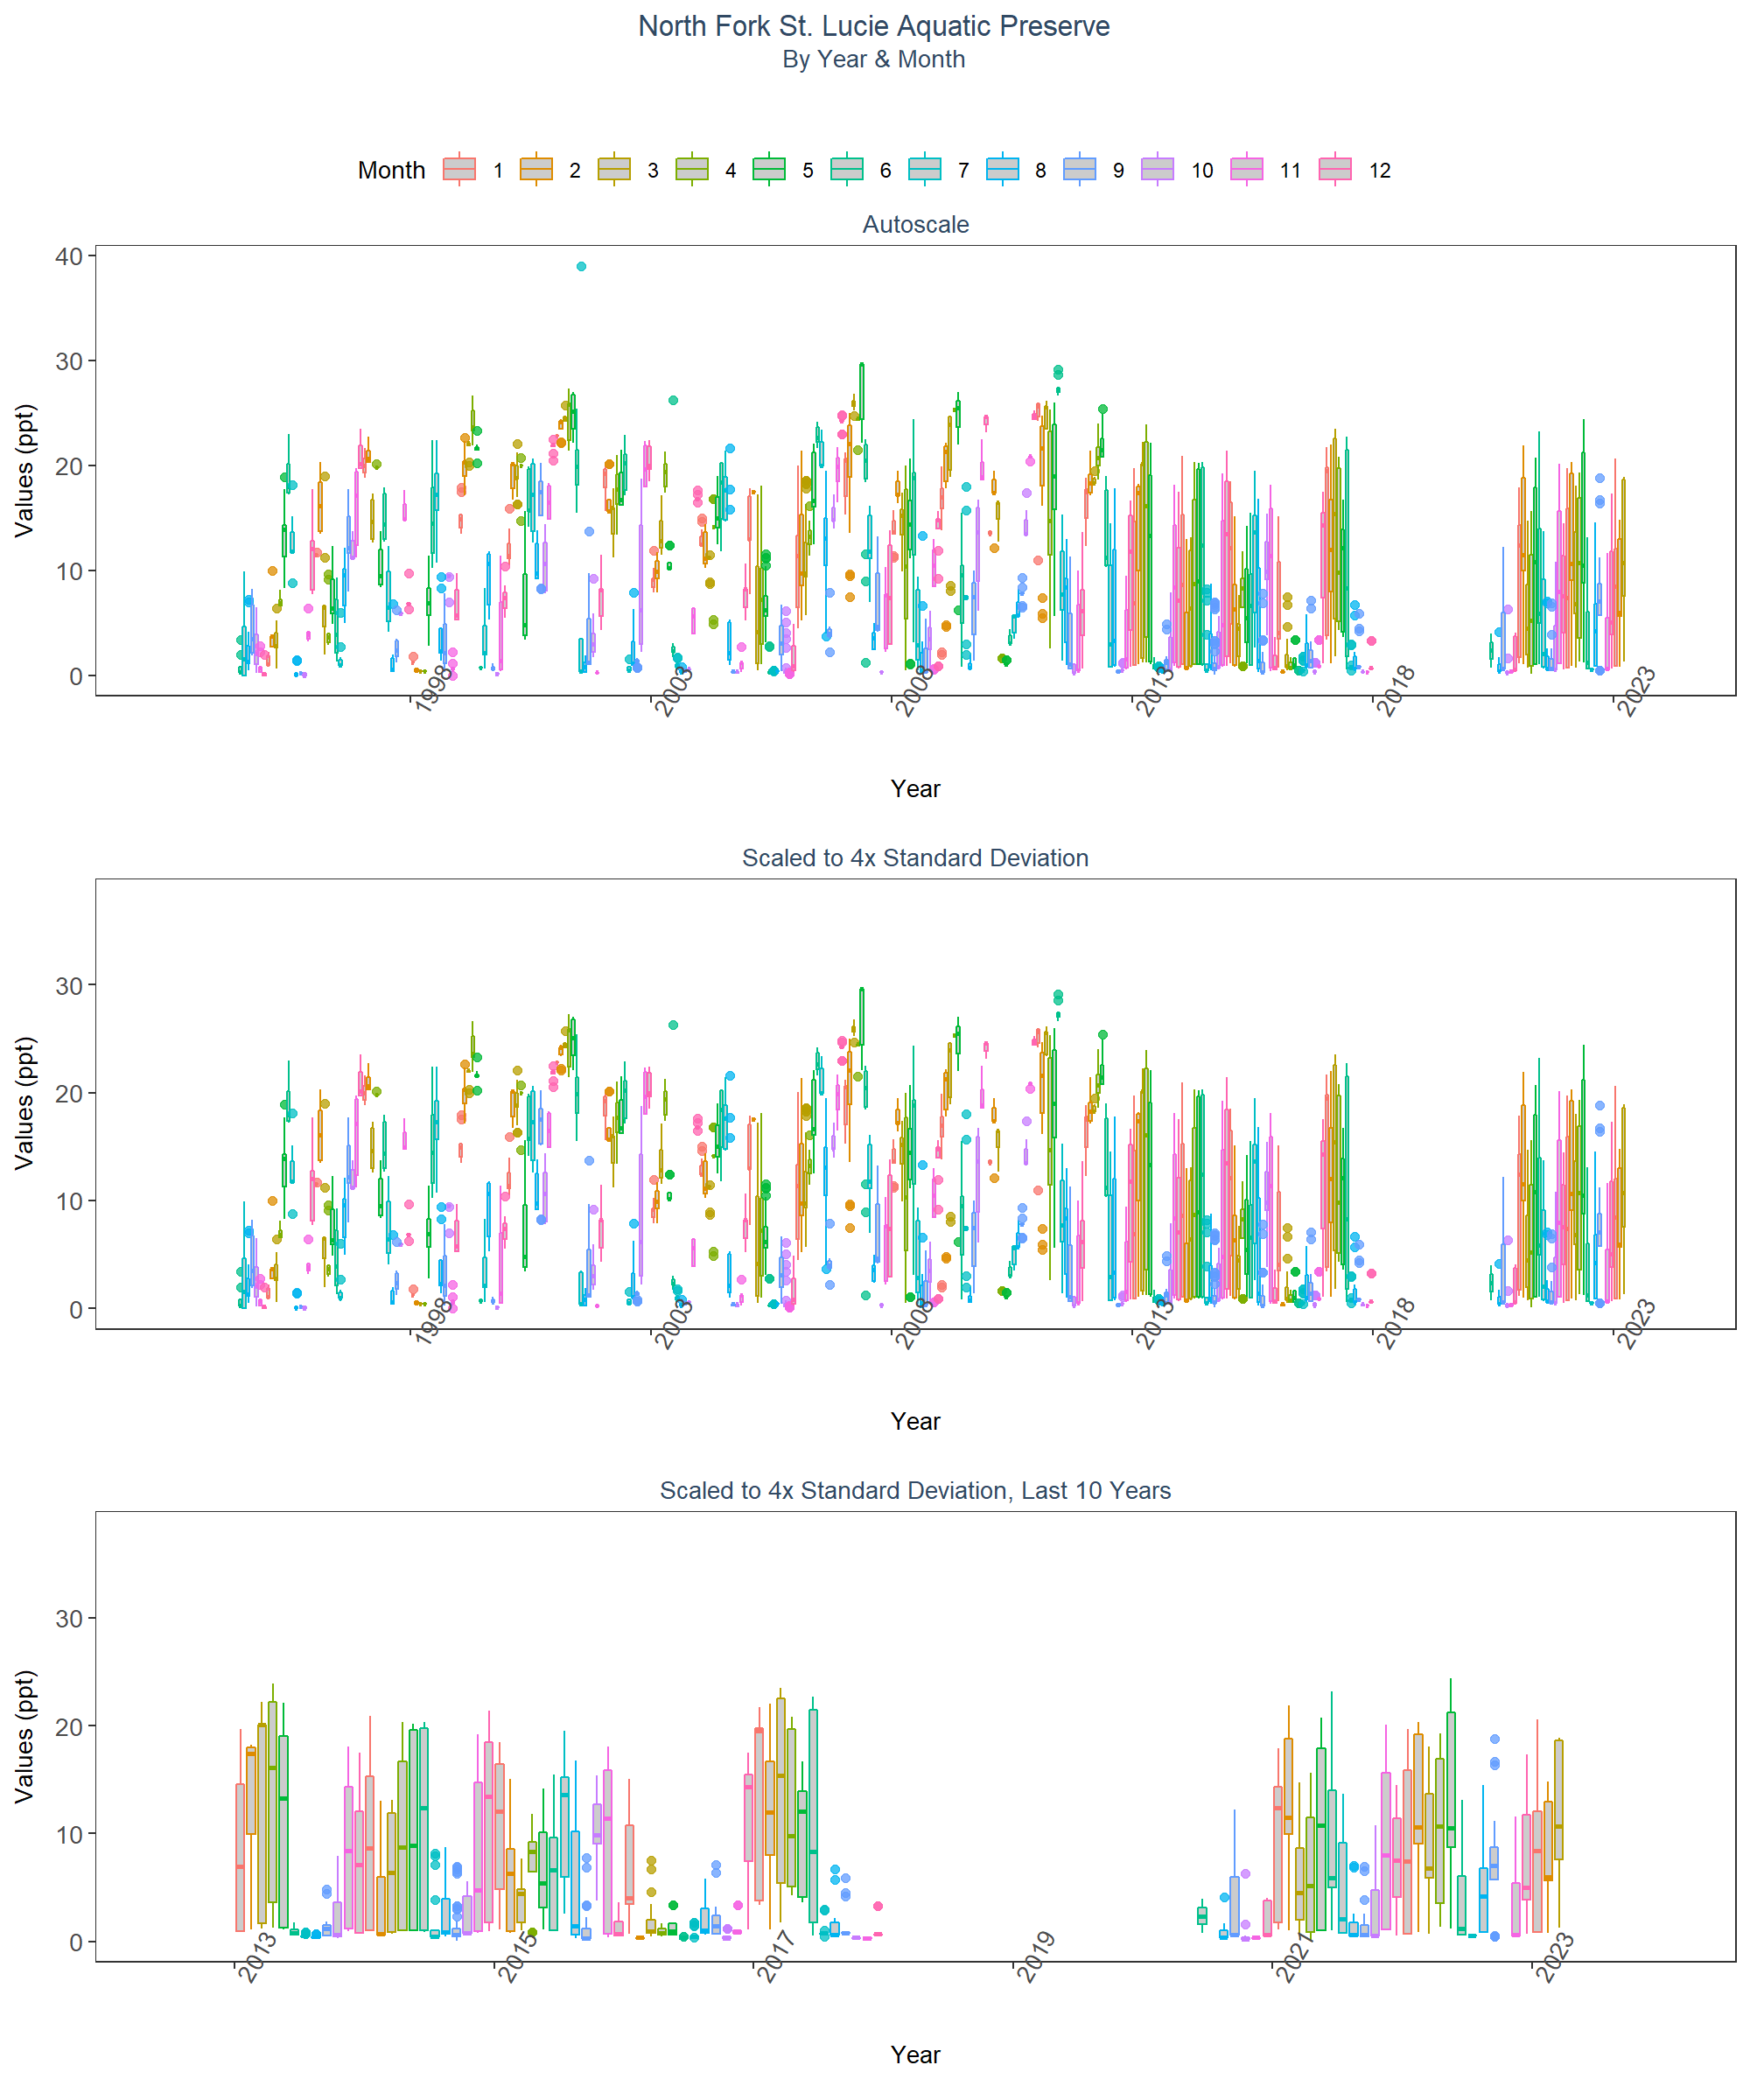 North Fork St. Lucie Aquatic Preserve
By Year & Month
Month 1 2 3 4 5 6 7 8 9 10 11 12
Autoscale
Values (ppt)
40
30
20
10
0
1998 2003 2008 2013 2018 2023
Year
Scaled to 4x Standard Deviation
Values (ppt)
30
20
10
0
1998 2003 2008 2013 2018 2023
Year
Scaled to 4x Standard Deviation, Last 10 Years
Values (ppt)
30
20
10
0
2013 2015 2017 2019 2021 2023
Year